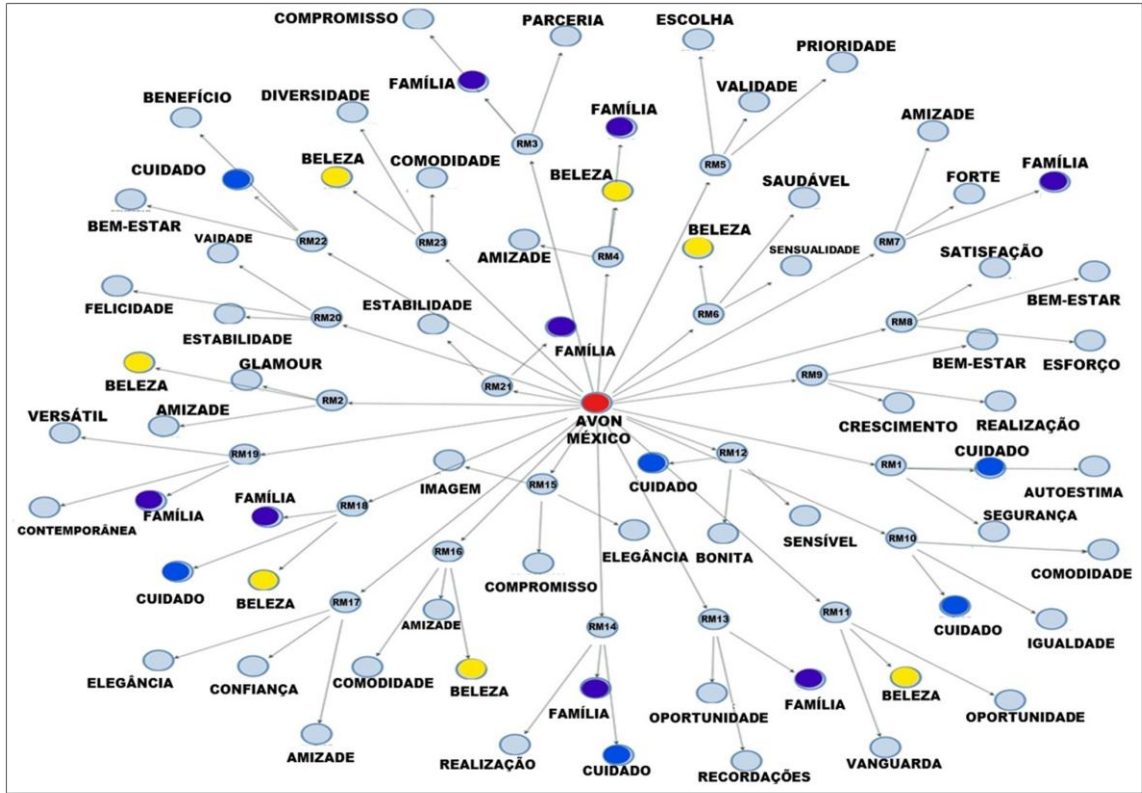 COMPROMISSO
PARCERIA
ESCOLHA
PRIORIDADE
FAMÍLIA
VALIDADE
BENEFÍCIO
DIVERSIDADE
FAMÍLIA
AMIZADE
RM3
CUIDADO
BELEZA
COMODIDADE
BELEZA
RM5
SAUDÁVEL
FORTE
FAMÍLIA
BEM-ESTAR
VAIDADE
RM22
RM23
AMIZADE
RM4
BELEZA
SENSUALIDADE
RM7
SATISFAÇÃO
BEM-ESTAR
FELICIDADE
ESTABILIDADE
RM20
ESTABILIDADE
RM6
RM8
FAMÍLIA
BEM-ESTAR
ESFORÇO
GLAMOUR
BELEZA
RM21
RM9
VERSÁTIL
AMIZADE
RM2
AVON
MÉXICO
CRESCIMENTO
REALIZAÇÃO
RM19
RM12
RM1
CUIDADO
CONTEMPORÂNEA
FAMÍLIA
FAMÍLIA
RM18
IMAGEM
RM15
CUIDADO
AUTOESTIMA
SEGURANÇA
ELEGÂNCIA
BONITA
SENSÍVEL
RM10
CUIDADO
BELEZA
RM16
COMPROMISSO
COMODIDADE
RM17
AMIZADE
RM14
RM13
RM11
CUIDADO
IGUALDADE
ELEGÂNCIA
CONFIANÇA
COMODIDADE
BELEZA
FAMÍLIA
OPORTUNIDADE
FAMÍLIA
BELEZA
OPORTUNIDADE
AMIZADE
REALIZAÇÃO
CUIDADO
RECORDAÇÕES
VANGUARDA